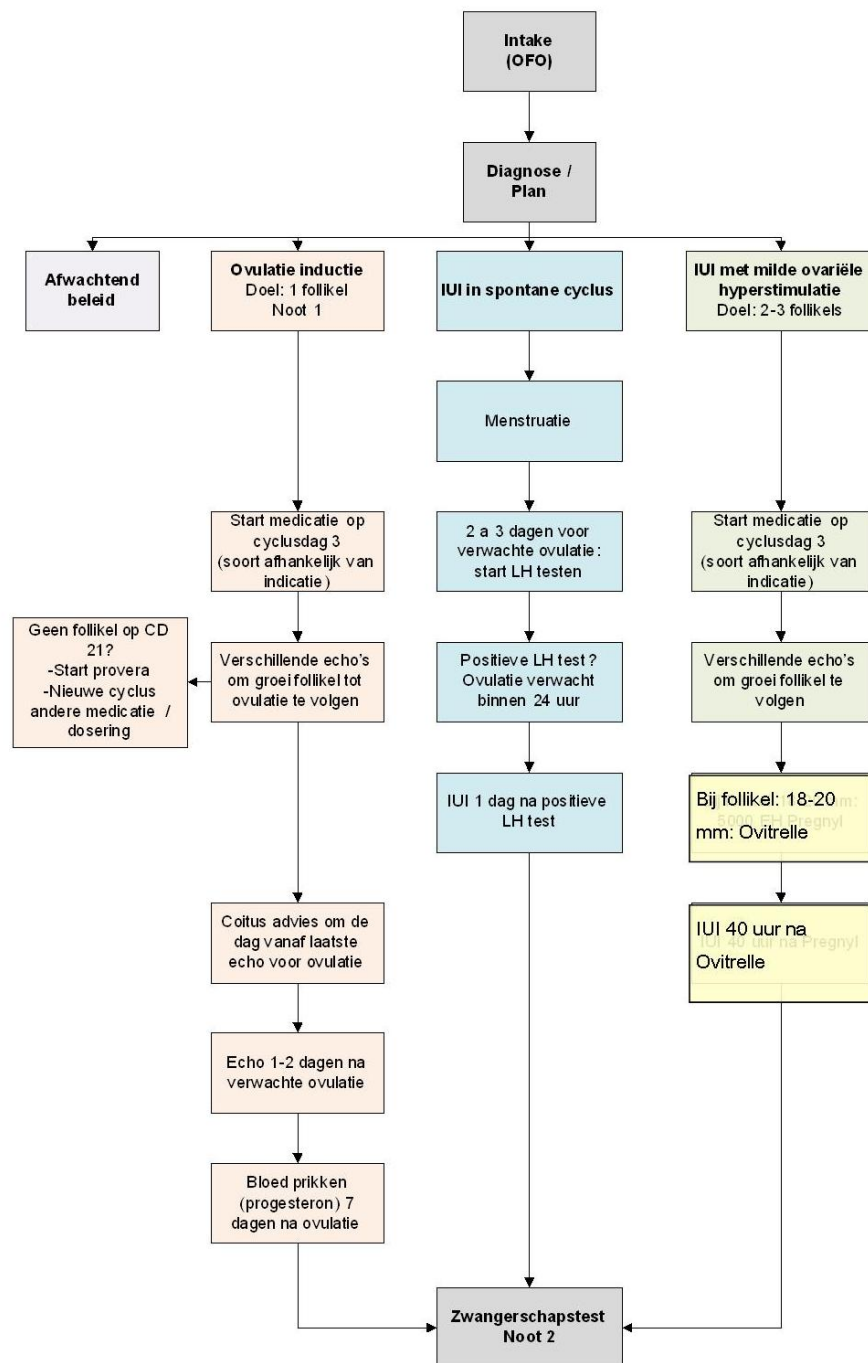 Intake
(OFO)
Diagnose /
Plan
Afwachtend
beleid
Ovulatie inductie
Doel: 1 follikel
Noot 1
IUI in spontane cyclus
IUI met milde ovariële
hyperstimulatie
Doel: 2-3 follikels
Menstruatie
Start medicatie op
cyclusdag 3
(soort afhankelijk van
indicatie)
2 a 3 dagen voor
verwachte ovulatie:
start LH testen
Start medicatie op
cyclusdag 3
(soort afhankelijk van
indicatie)
Geen follikel op CD
21?
-Start provera
-Nieuwe cyclus
andere medicatie /
dosering
Verschillende echo's
om groei follikel tot
ovulatie te volgen
Positieve LH test?
Ovulatie verwacht
binnen 24 uur
Verschillende echo's
om groei follikel te
volgen
IUI 1 dag na positieve
LH test
Bij follikel: 18-20
mm: Ovitrelle
mm:
5000 EH Pregnyl
Coitus advies om de
dag vanaf laatste
echo voor ovulatie
IUI 40 uur na
Ovitrelle
IUI 40 uur na Pregnyl
Echo 1-2 dagen na
verwachte ovulatie
Bloed prikken
(progesteron) 7
dagen na ovulatie
Zwangerschapstest
Noot 2